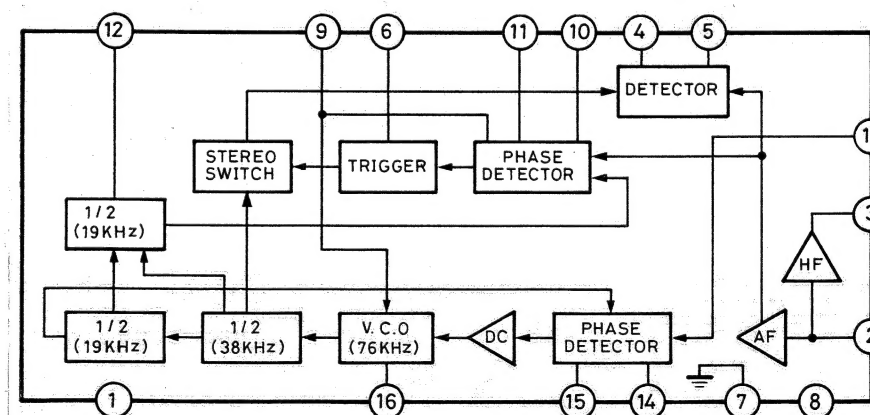 12 9 6 11 10 4 5
DETECTOR
1
STEREO
SWITCH
TRIGGER
PHASE
DETECTOR
1/2
(19KHz)
3
HF
1/2
(19KHz)
1/2
(38KHz)
V.C.O
(76KHz)
DC
PHASE
DETECTOR
AF
2
1 16 15 14 7 8